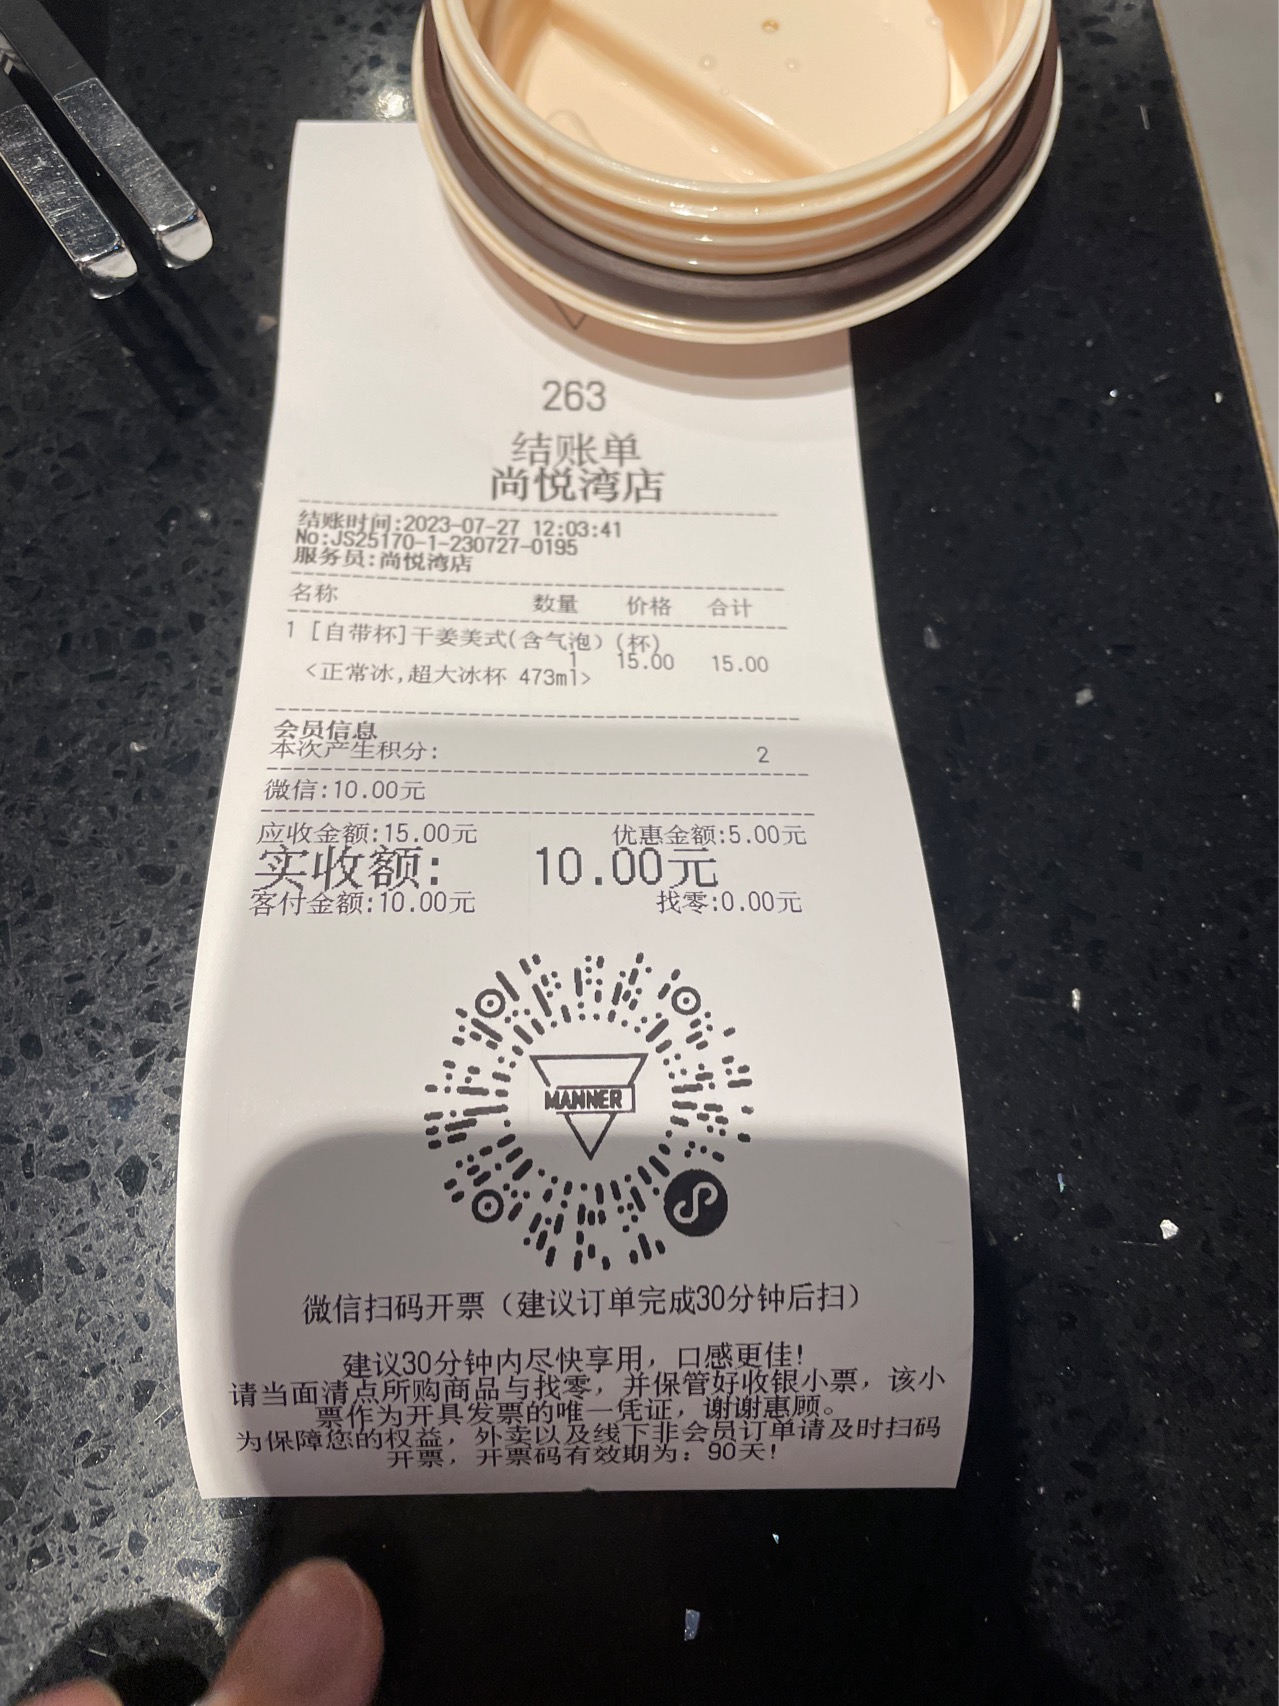 263
结账单
尚悦湾店
结账时间:2023-07-27 12:03:41
No:JS25170-1-230727-0195
服务员:尚悦湾店
名称 数量 价格 合计
1 [自带杯]干姜美式(含气泡)(杯)
1 15.00 15.00
<正常冰,超大冰杯 473ml>
会员信息
本次产生积分: 2
微信:10.00元
应收金额:15.00元 优惠金额:5.00元
实收额: 10.00元
客付金额:10.00元 找零:0.00元
MANNER
微信扫码开票（建议订单完成30分钟后扫）
建议30分钟内尽快享用，口感更佳!
请当面清点所购商品与找零，并保管好收银小票，该小
票作为开具发票的唯一凭证，谢谢惠顾。
为保障您的权益，外卖以及线下非会员订单请及时扫码
开票，开票码有效期为：90天!